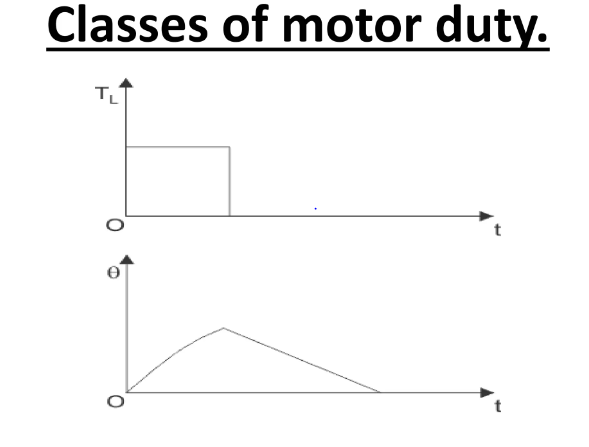 Classes of motor duty.
TL
O
t
θ
O
t